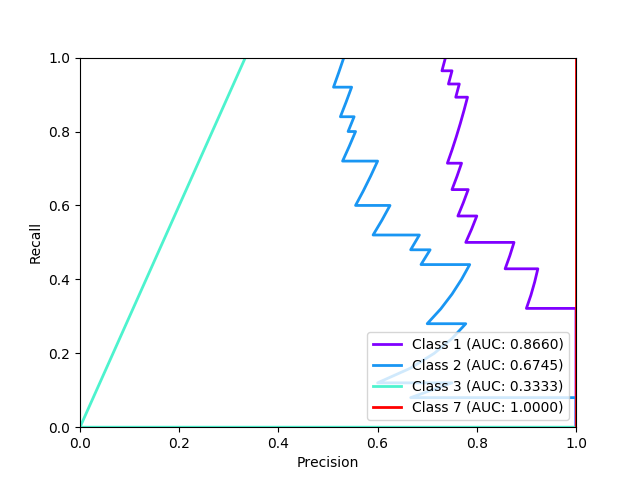 1.0
0.8
0.6
0.4
0.2
0.0
Recall
0.0 0.2 0.4 0.6 0.8 1.0
Precision
Class 1 (AUC: 0.8660)
Class 2 (AUC: 0.6745)
Class 3 (AUC: 0.3333)
Class 7 (AUC: 1.0000)